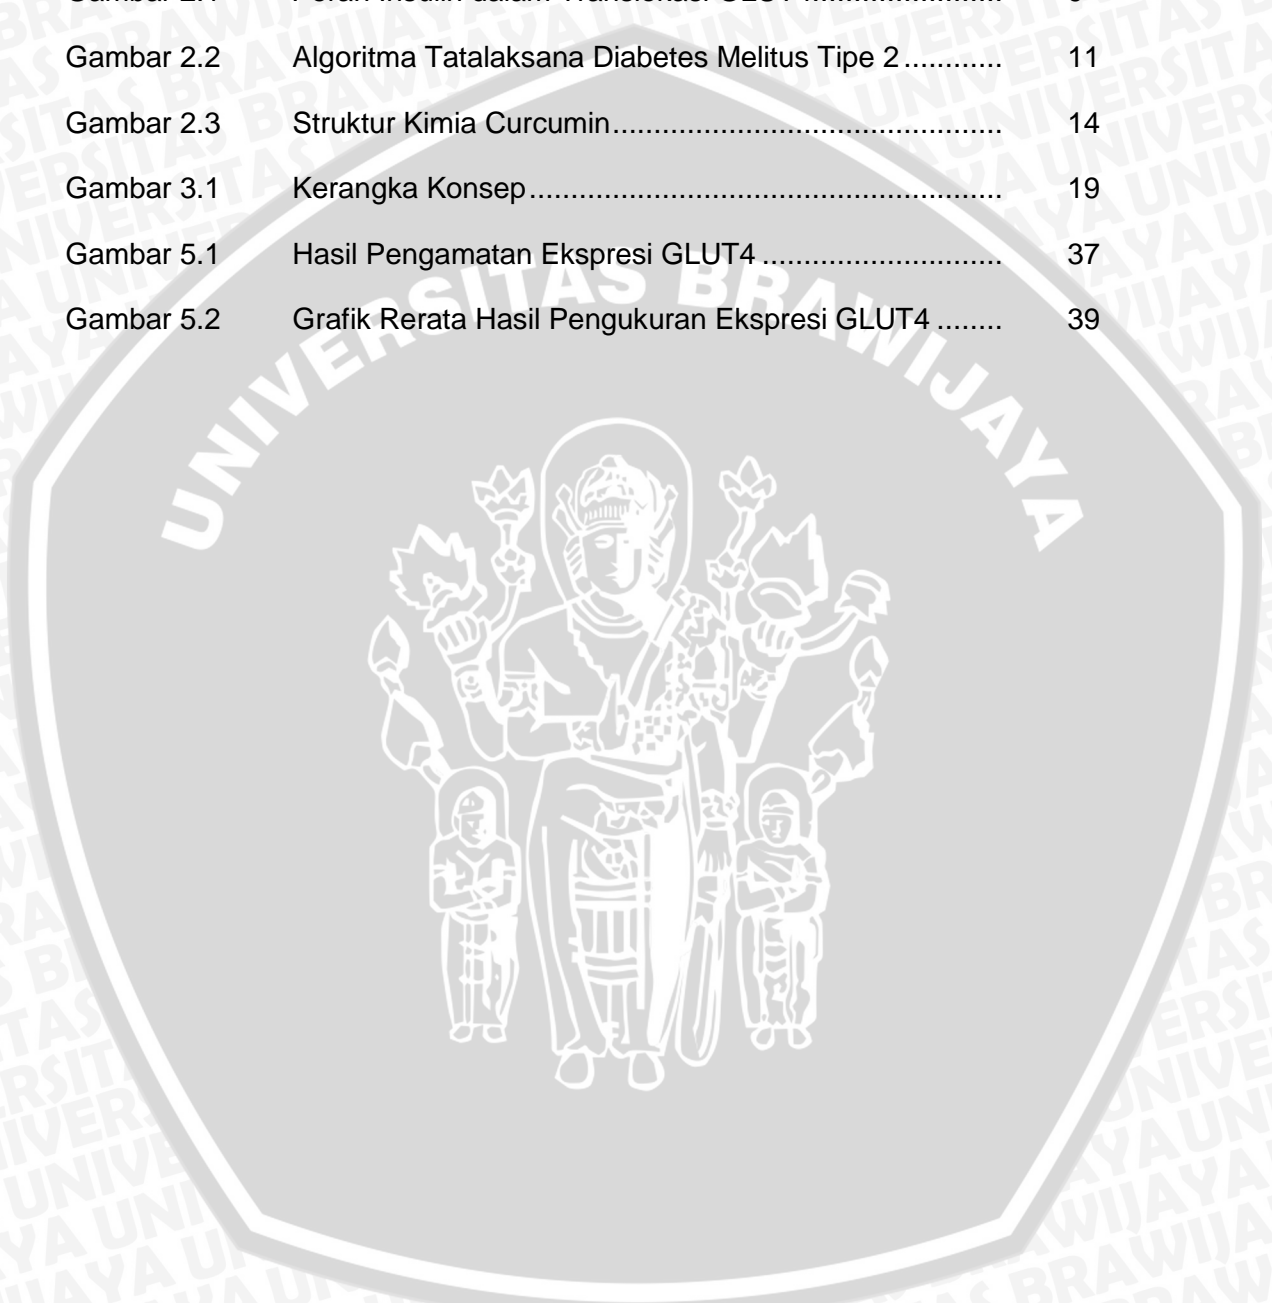 Gambar 2.2 Algoritma Tatalaksana Diabetes Melitus Tipe 2 ............ 11
Gambar 2.3 Struktur Kimia Curcumin ............................................... 14
Gambar 3.1 Kerangka Konsep ......................................................... 19
Gambar 5.1 Hasil Pengamatan Ekspresi GLUT4 ............................. 37
Gambar 5.2 Grafik Rerata Hasil Pengukuran Ekspresi GLUT4 ........ 39
UNIVERSITAS BRAWIJAYA